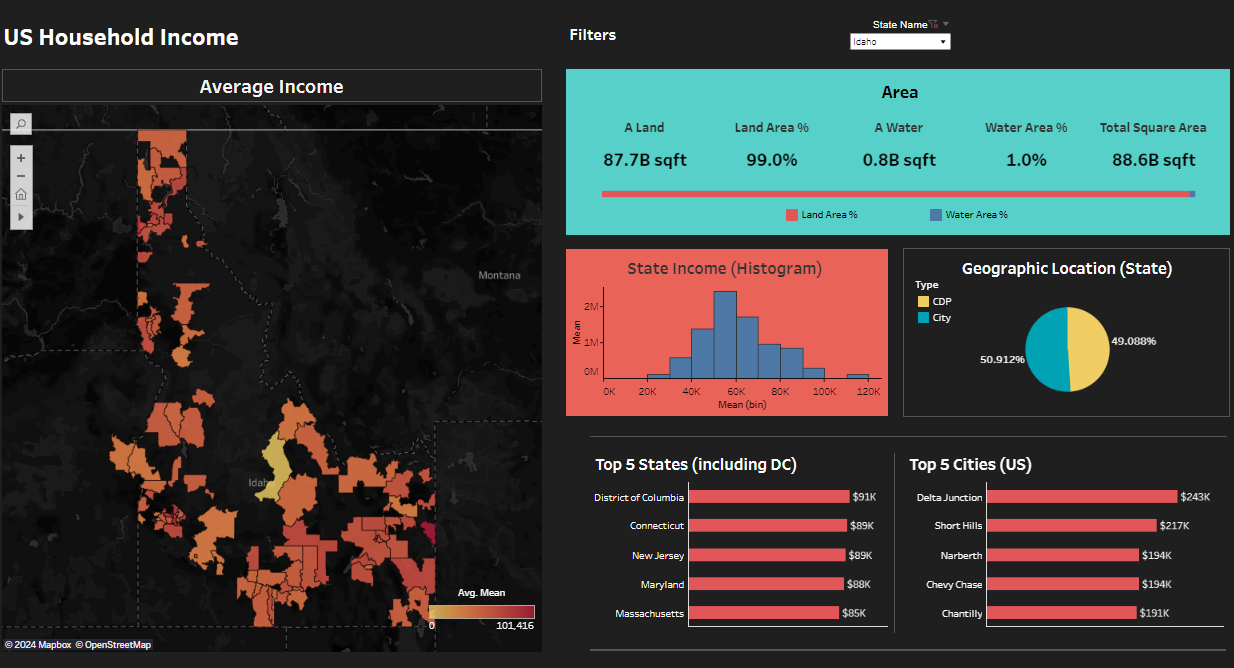 US Household Income
Filters
State Name
Idaho
Average Income
Montana
Idaho
Avg. Mean
0
101,416
© 2024 Mapbox © OpenStreetMap
Area
A Land
Land Area %
A Water
Water Area %
Total Square Area
87.7B sqft
99.0%
0.8B sqft
1.0%
88.6B sqft
Land Area %
Water Area %
State Income (Histogram)
Mean
2M
1M
0M
0K
20K
40K
60K
80K
100K
120K
Mean (bin)
Geographic Location (State)
Type
CDP
City
49.088%
50.912%
Top 5 States (including DC)
District of Columbia $91K
Connecticut $89K
New Jersey $89K
Maryland $88K
Massachusetts $85K
Top 5 Cities (US)
Delta Junction $243K
Short Hills $217K
Narberth $194K
Chevy Chase $194K
Chantilly $191K